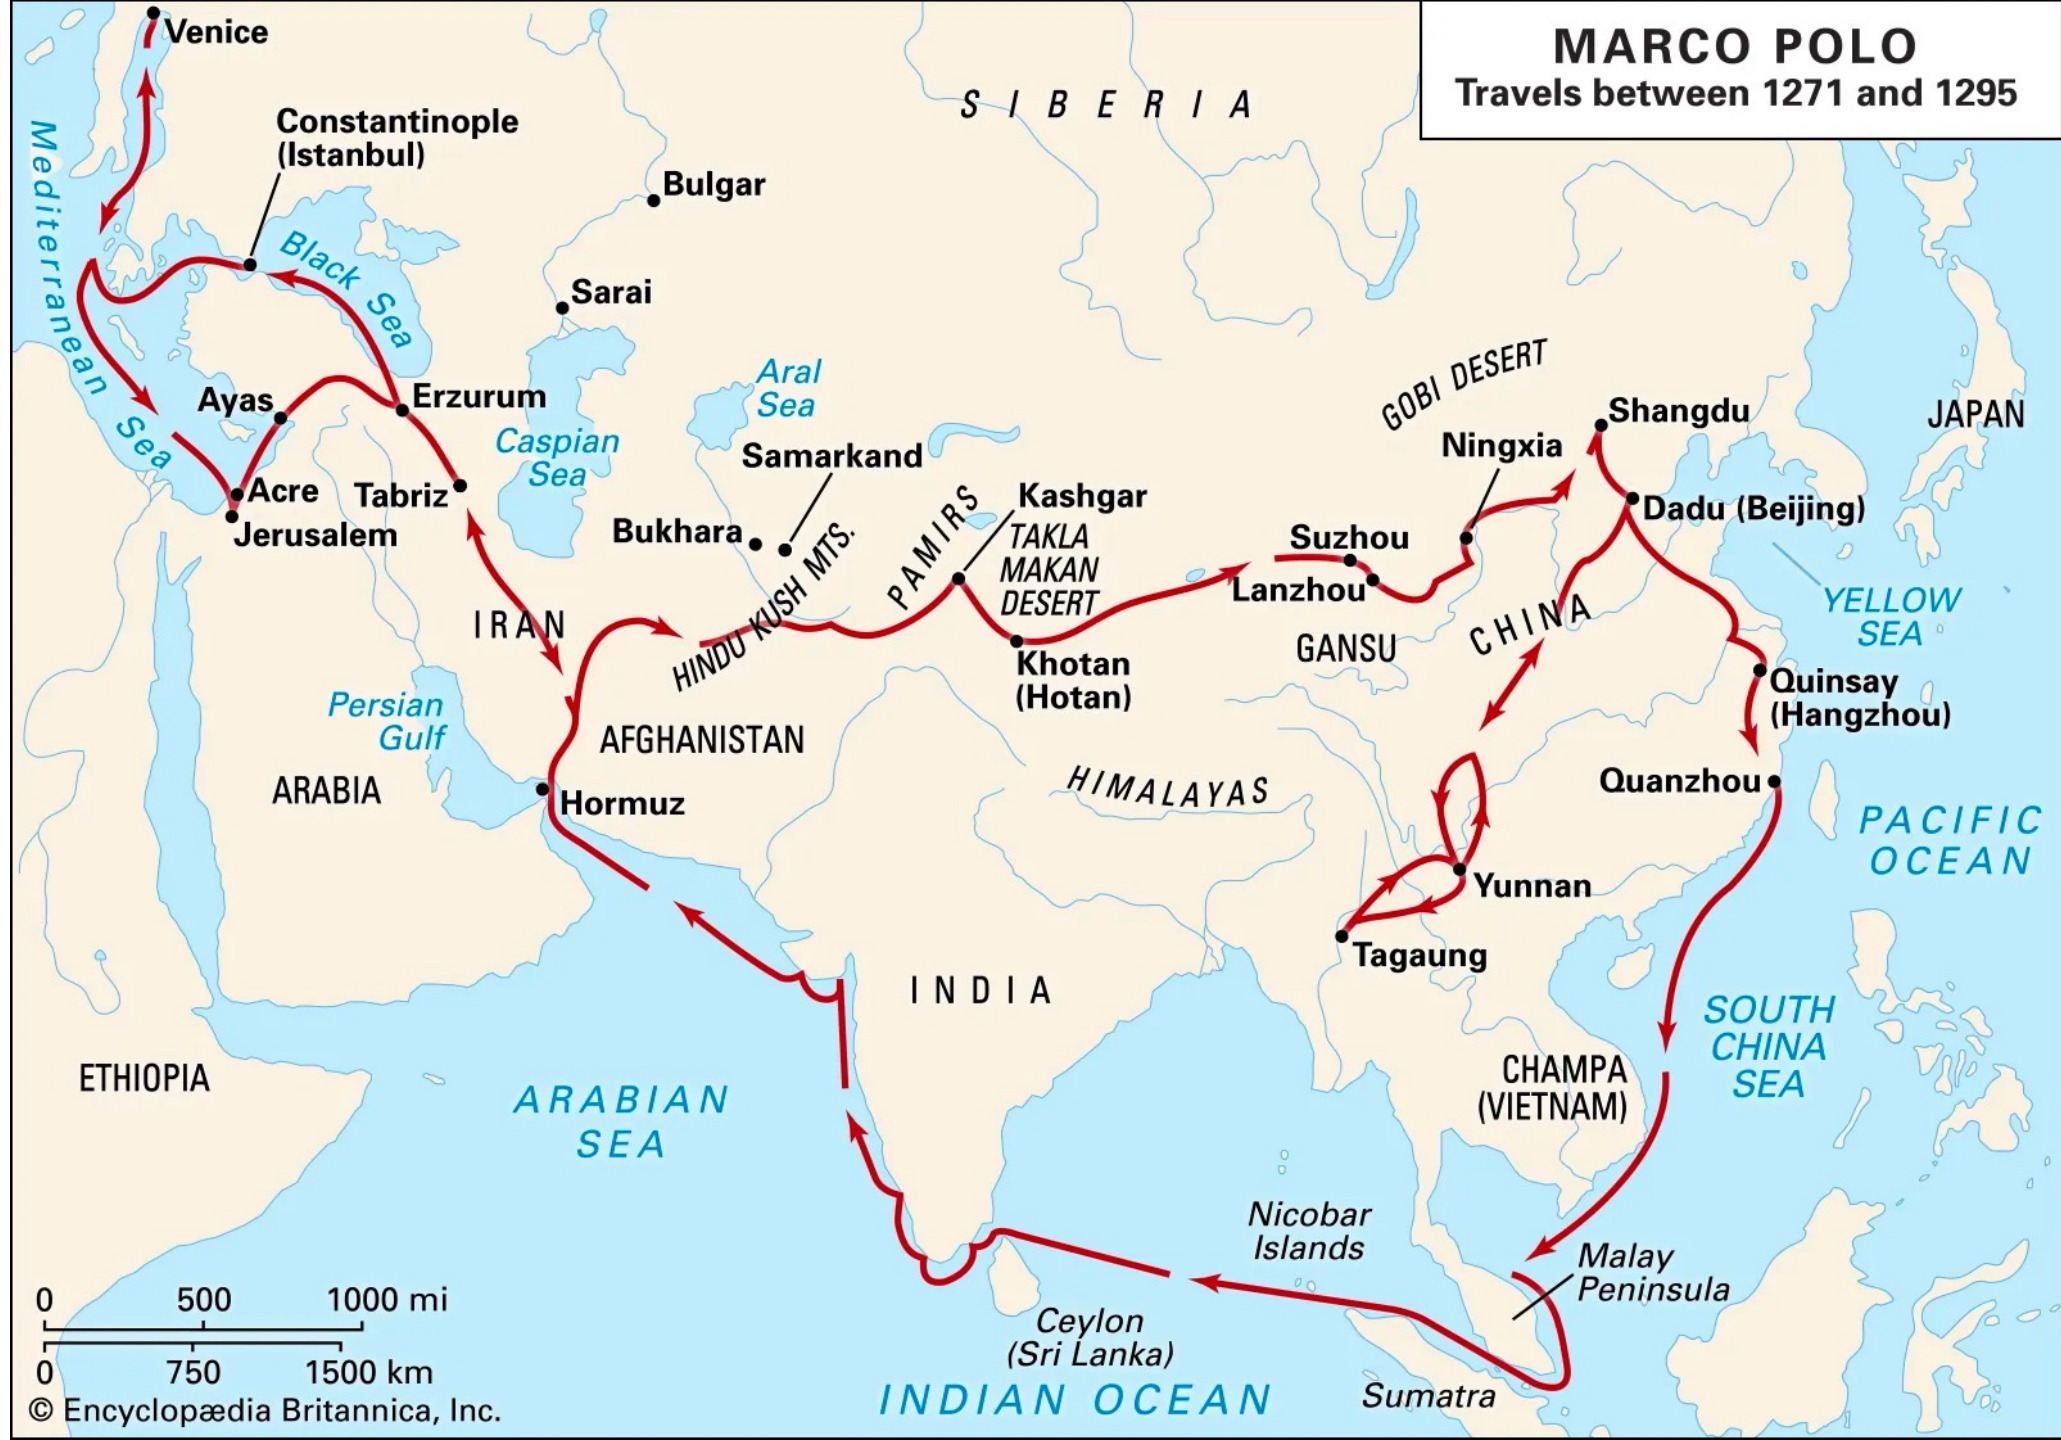 MARCO POLO
Travels between 1271 and 1295
Venice
Constantinople
(Istanbul)
SIBERIA
Bulgar
Mediterranean Sea
Black Sea
Sarai
Aral
Sea
Ayas
Erzurum
Caspian
Sea
Samarkand
GOBI DESERT
Shangdu
JAPAN
Ningxia
Acre
Tabriz
Jerusalem
Bukhara
HINDU KUSH MTS.
PAMIRS
Kashgar
TAKLA
MAKAN
DESERT
Suzhou
Lanzhou
Dadu (Beijing)
YELLOW
SEA
IRAN
CHINA
GANSU
Khotan
(Hotan)
Quinsay
(Hangzhou)
Persian
Gulf
AFGHANISTAN
ARABIA
Hormuz
HIMALAYAS
Quanzhou
PACIFIC
OCEAN
Yunnan
Tagaung
INDIA
SOUTH
CHINA
SEA
ETHIOPIA
ARABIAN
SEA
CHAMPA
(VIETNAM)
Nicobar
Islands
Malay
Peninsula
Ceylon
(Sri Lanka)
Sumatra
INDIAN OCEAN
0 500 1000 mi
0 750 1500 km
© Encyclopædia Britannica, Inc.